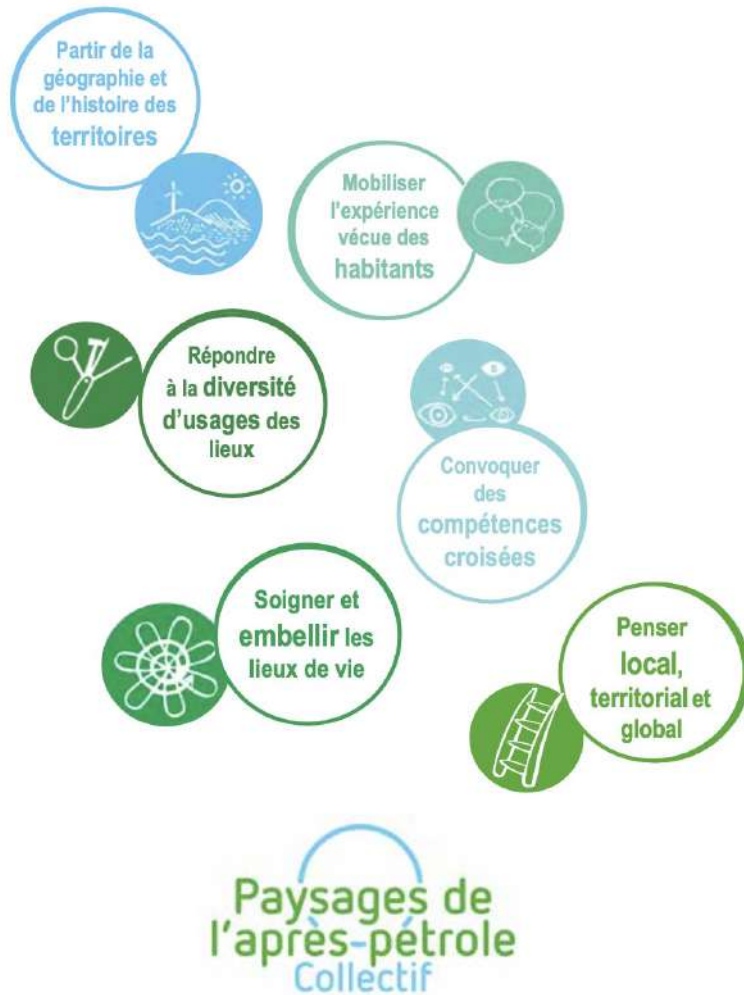 Partir de la
géographie et
de l'histoire des
territoires
Mobiliser
l'expérience
vécue des
habitants
Répondre
à la diversité
d'usages des
lieux
Convoquer
des
compétences
croisées
Soigner et
embellir les
lieux de vie
Penser
local,
territorial et
global
Paysages de
l'après-pétrole
Collectif